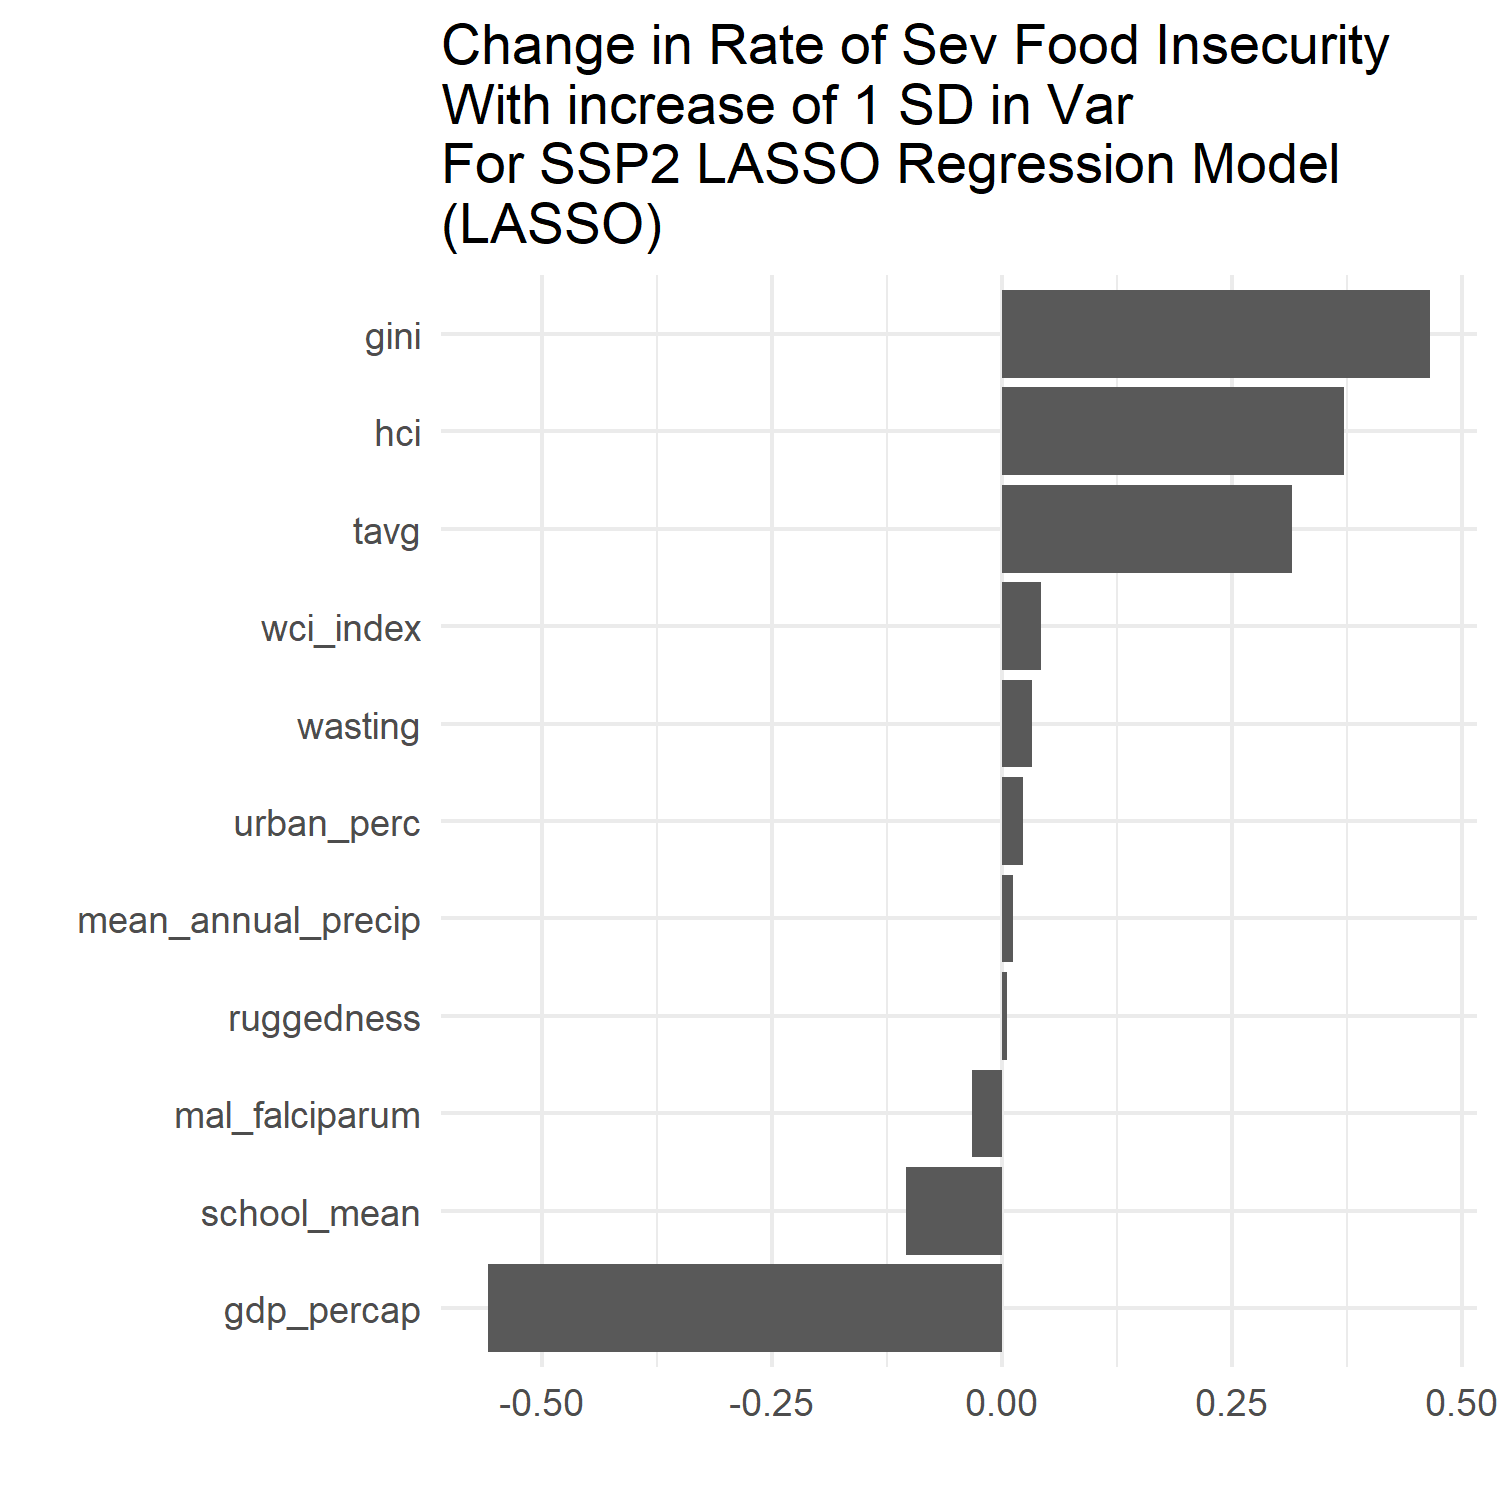 Change in Rate of Sev Food Insecurity
With increase of 1 SD in Var
For SSP2 LASSO Regression Model
(LASSO)
gini
hci
tavg
wci_index
wasting
urban_perc
mean_annual_precip
ruggedness
mal_falciparum
school_mean
gdp_percap
-0.50 -0.25 0.00 0.25 0.50